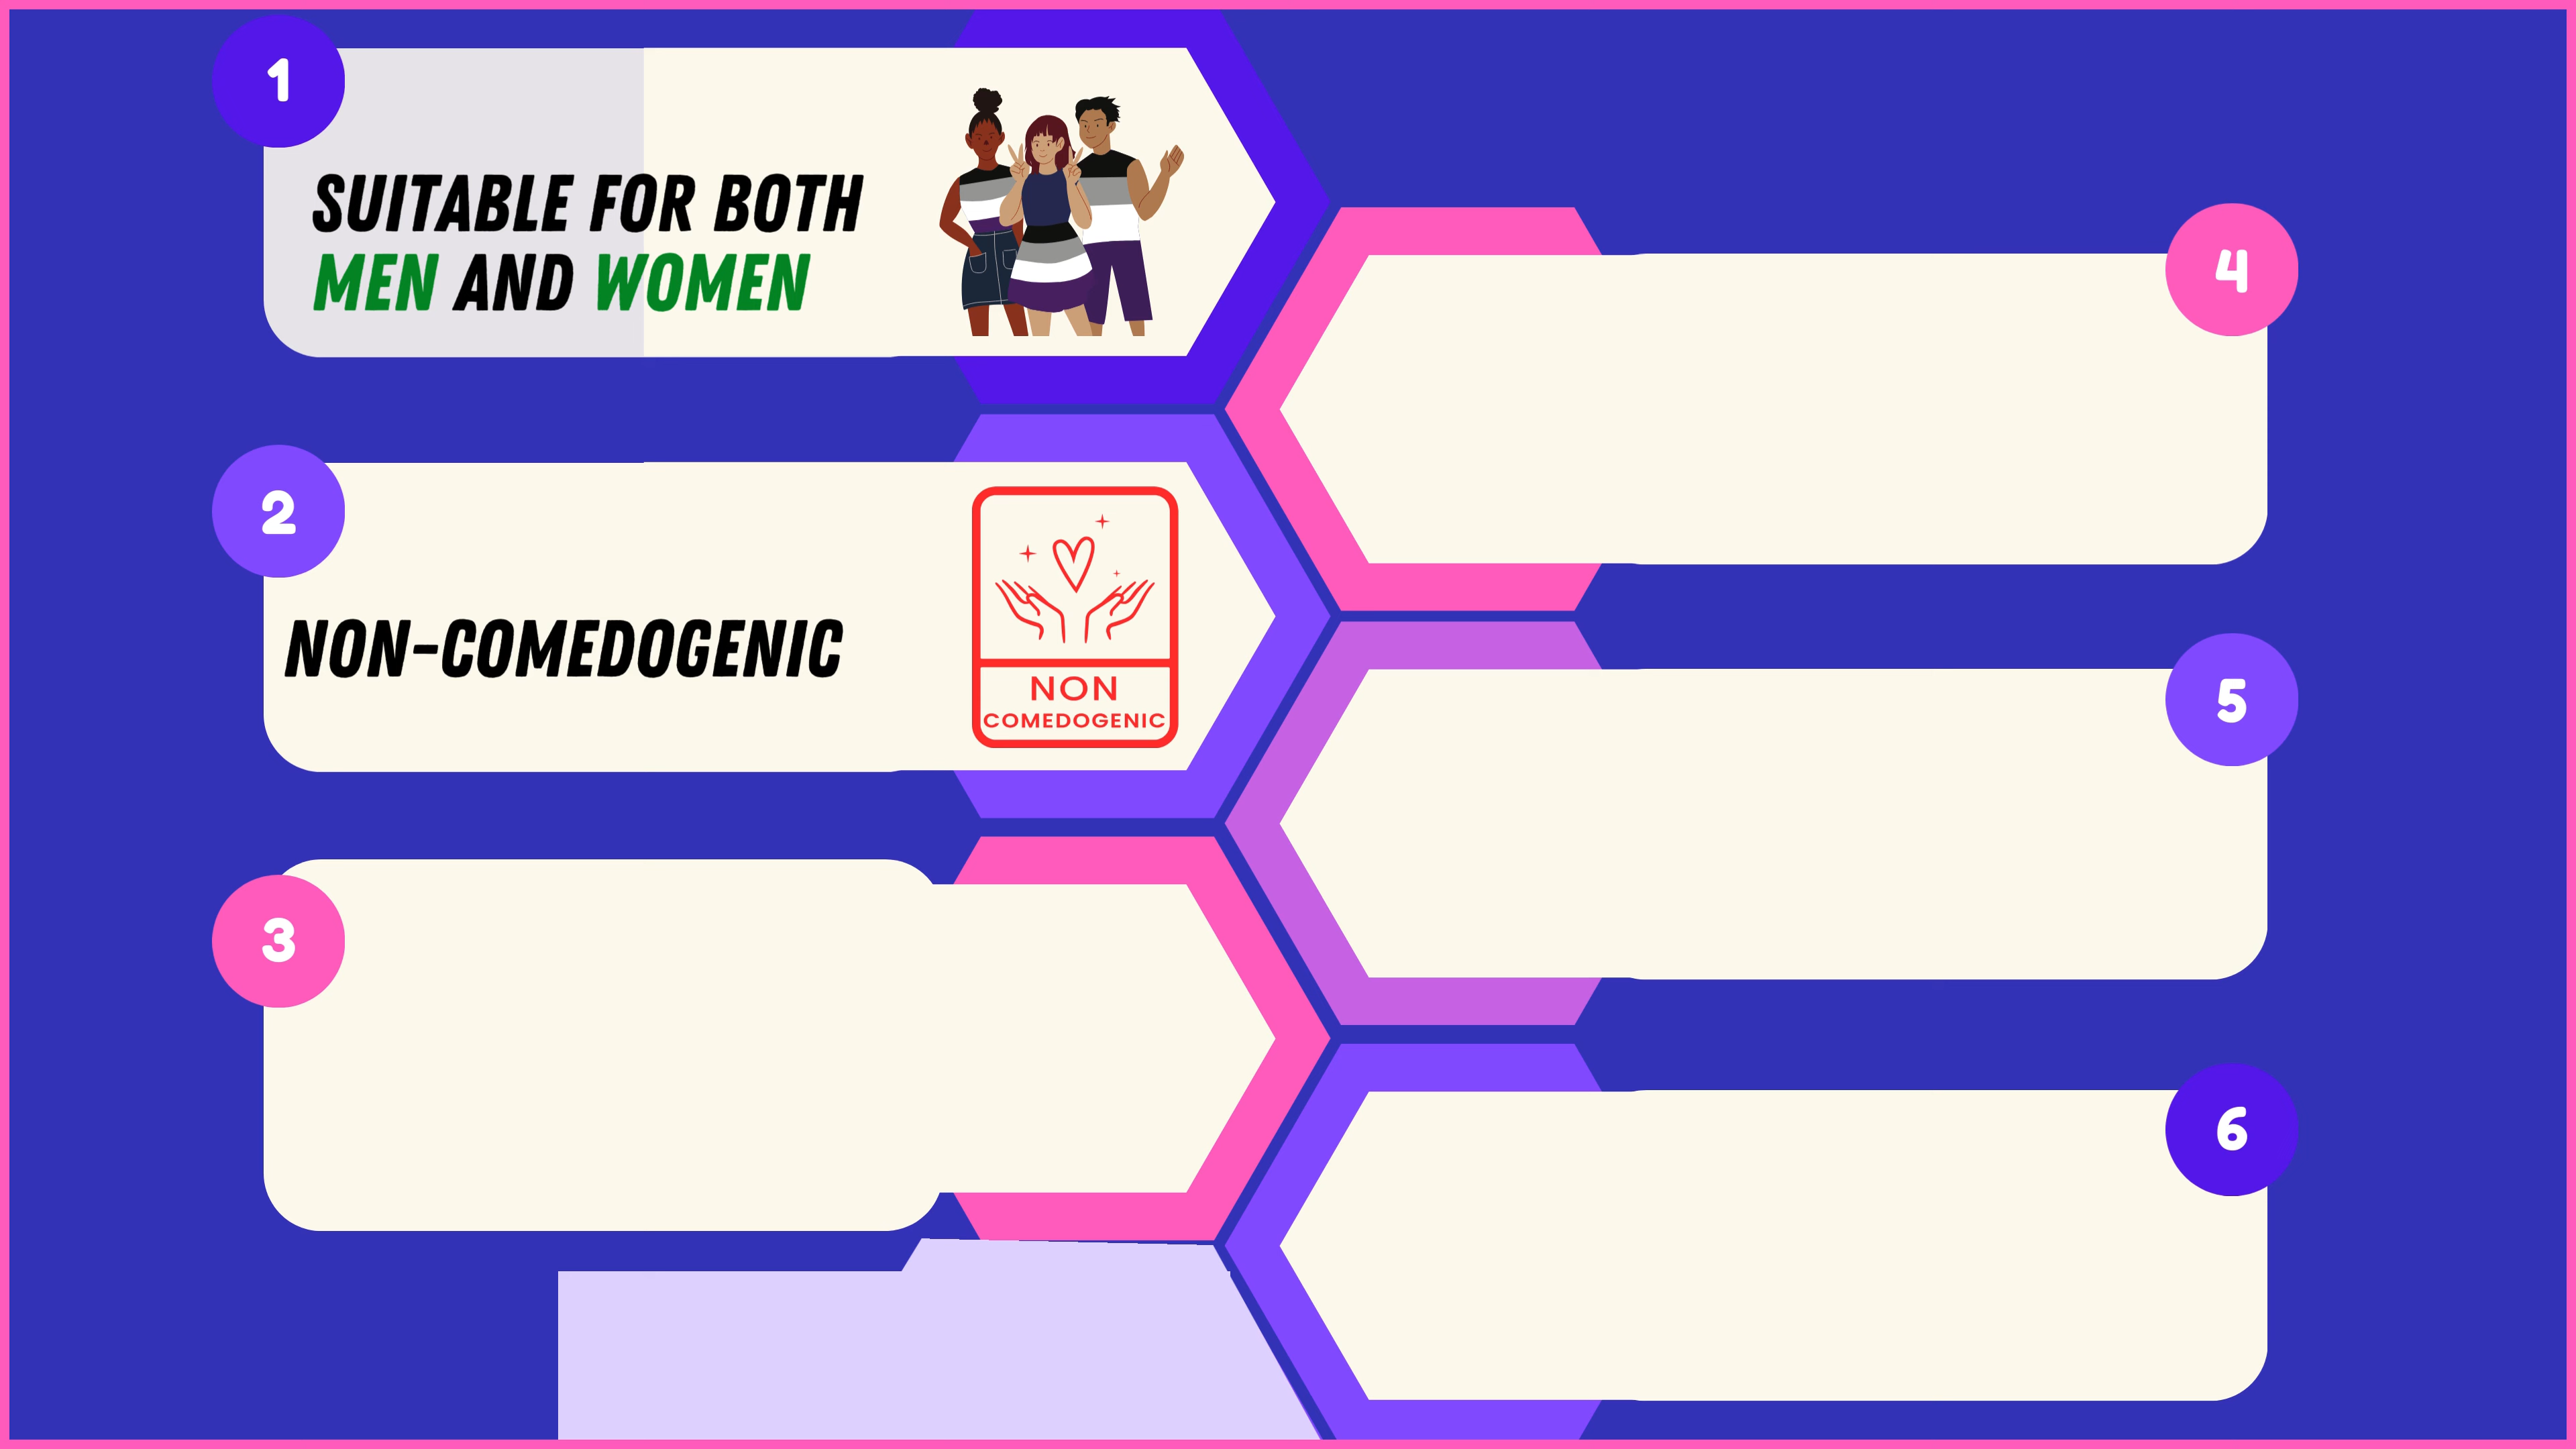 1
SUITABLE FOR BOTH
MEN AND WOMEN
2
NON-COMEDOGENIC
NON
COMEDOGENIC
3
4
5
6